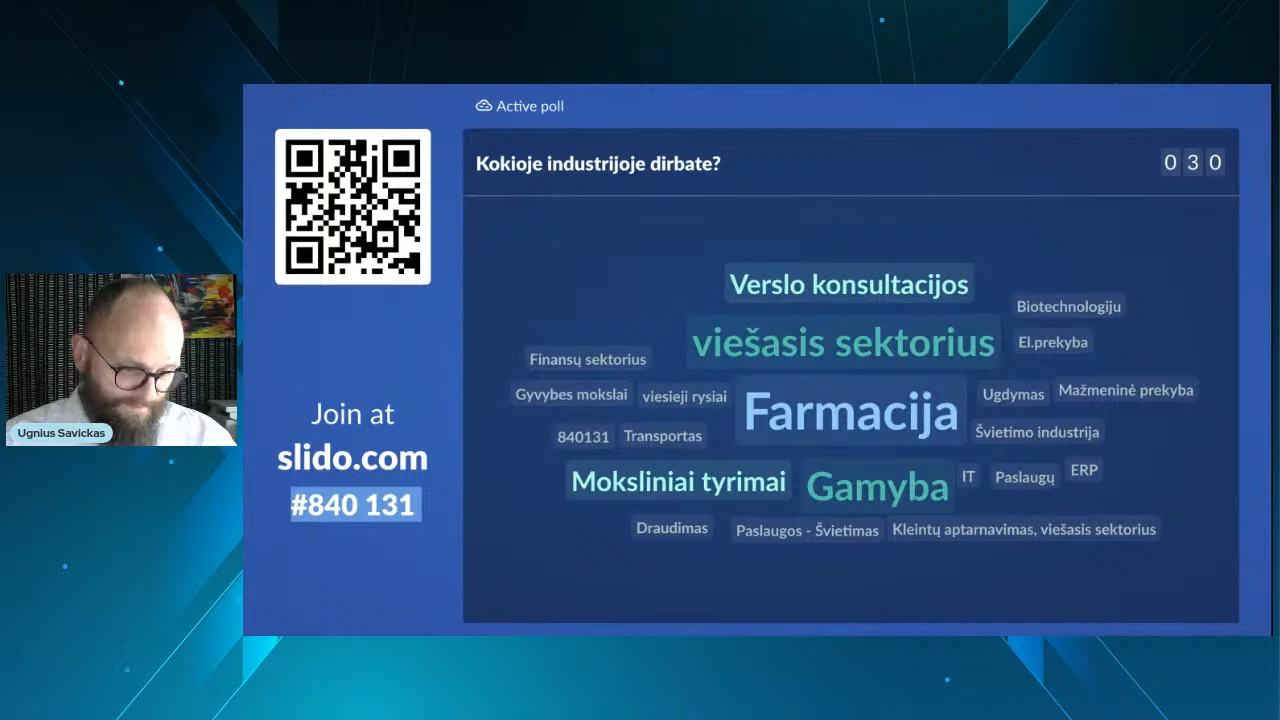 Active poll
Kokioje industrijoje dirbate?
0 3 0
Verslo konsultacijos
Biotechnologiju
viešasis sektorius
El.prekyba
Finansų sektorius
Gyvybes mokslai
viesieji rysiai
Farmacija
Ugdymas
Mažmeninė prekyba
840131
Transportas
Švietimo industrija
Moksliniai tyrimai
Gamyba
IT
Paslaugų
ERP
Draudimas
Paslaugos - Švietimas
Kleintų aptarnavimas, viešasis sektorius
Join at
slido.com
#840 131
Ugnius Savickas